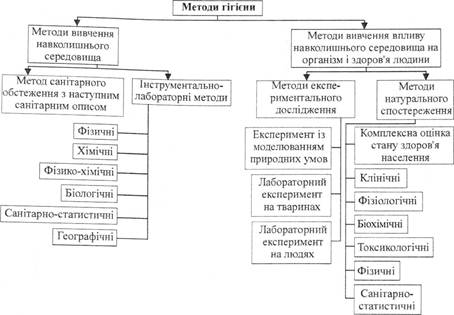 Методи гігієни
Методи вивчення
навколишнього
середовища
Методи вивчення впливу
навколишнього середовища на
організм і здоров'я людини
Метод санітарного
обстеження з наступним
санітарним описом
Інструментально-
лабораторні методи
Фізичні
Хімічні
Фізико-хімічні
Біологічні
Санітарно-статистичні
Географічні
Методи експе-
риментального
дослідження
Експеримент із
моделюванням
природних умов
Лабораторний
експеримент
на тваринах
Лабораторний
експеримент
на людях
Методи
натурального
спостереження
Комплексна оцінка
стану здоров'я
населення
Клінічні
Фізіологічні
Біохімічні
Токсикологічні
Фізичні
Санітарно-
статистичні